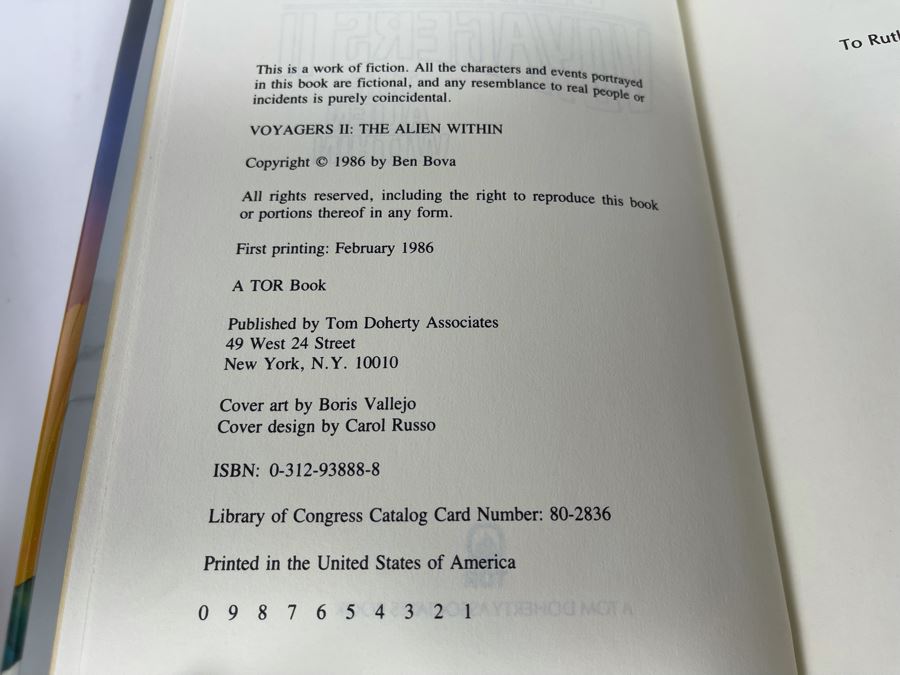 This is a work of fiction. All the characters and events portrayed
in this book are fictional, and any resemblance to real people or
incidents is purely coincidental.
VOYAGERS II: THE ALIEN WITHIN
Copyright © 1986 by Ben Bova
All rights reserved, including the right to reproduce this book
or portions thereof in any form.
First printing: February 1986
A TOR Book
Published by Tom Doherty Associates
49 West 24 Street
New York, N.Y. 10010
Cover art by Boris Vallejo
Cover design by Carol Russo
ISBN: 0-312-93888-8
Library of Congress Catalog Card Number: 80-2836
Printed in the United States of America
0 9 8 7 6 5 4 3 2 1
To Ruth